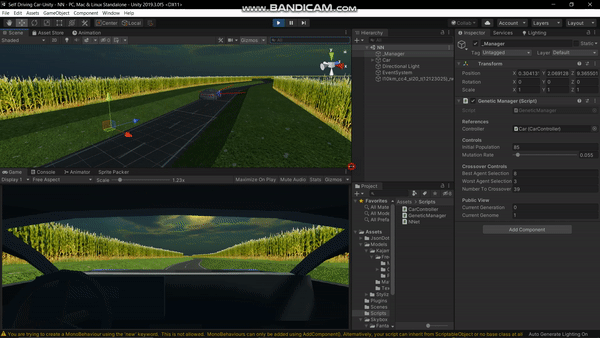 Self Driving Car-Unity - NN - PC, Mac & Linux Standalone - Unity 2019.3.0f5 <DX11>
www.BANDICAM.com
File Edit Assets GameObject Component Window Help
Center Local
Collab Account Layers Layout
Scene Asset Store Animation
Shaded 2D Gizmos All
Hierarchy
All
NN
_Manager
Car
Directional Light
EventSystem
Inspector Services Lighting
_Manager Static
Tag Untagged Layer Default
Transform
Position X 0.30413 Y Z 9.365501
Rotation X 0 Y 0 Z 0
Scale X 1 Y 1 Z 1
Genetic Manager (Script)
Script GeneticManager
References
Controller Car (CarController)
Controls
Initial Population 85
Mutation Rate 0.055
Crossover Controls
Best Agent Selection 8
Worst Agent Selection 3
Number To Crossover 39
Public View
Current Generation 0
Current Genome 1
Add Component
Game Console Animator Sprite Packer
Display 1 Free Aspect Scale 1.23x Maximize On Play Mute Audio Stats Gizmos
Project
Favorites
All Mate
All Mode
All Prefa
Assets
Models
Plugins
Scenes
Scripts
Skybox
Fanta
Assets > Scripts
CarController
GeneticManager
NNet
You are trying to create a MonoBehaviour using the 'new' keyword. This is not allowed. MonoBehaviours can only be added using AddComponent(). Alternatively, your script can inherit from ScriptableObject or no base class at all
Auto Generate Lighting On